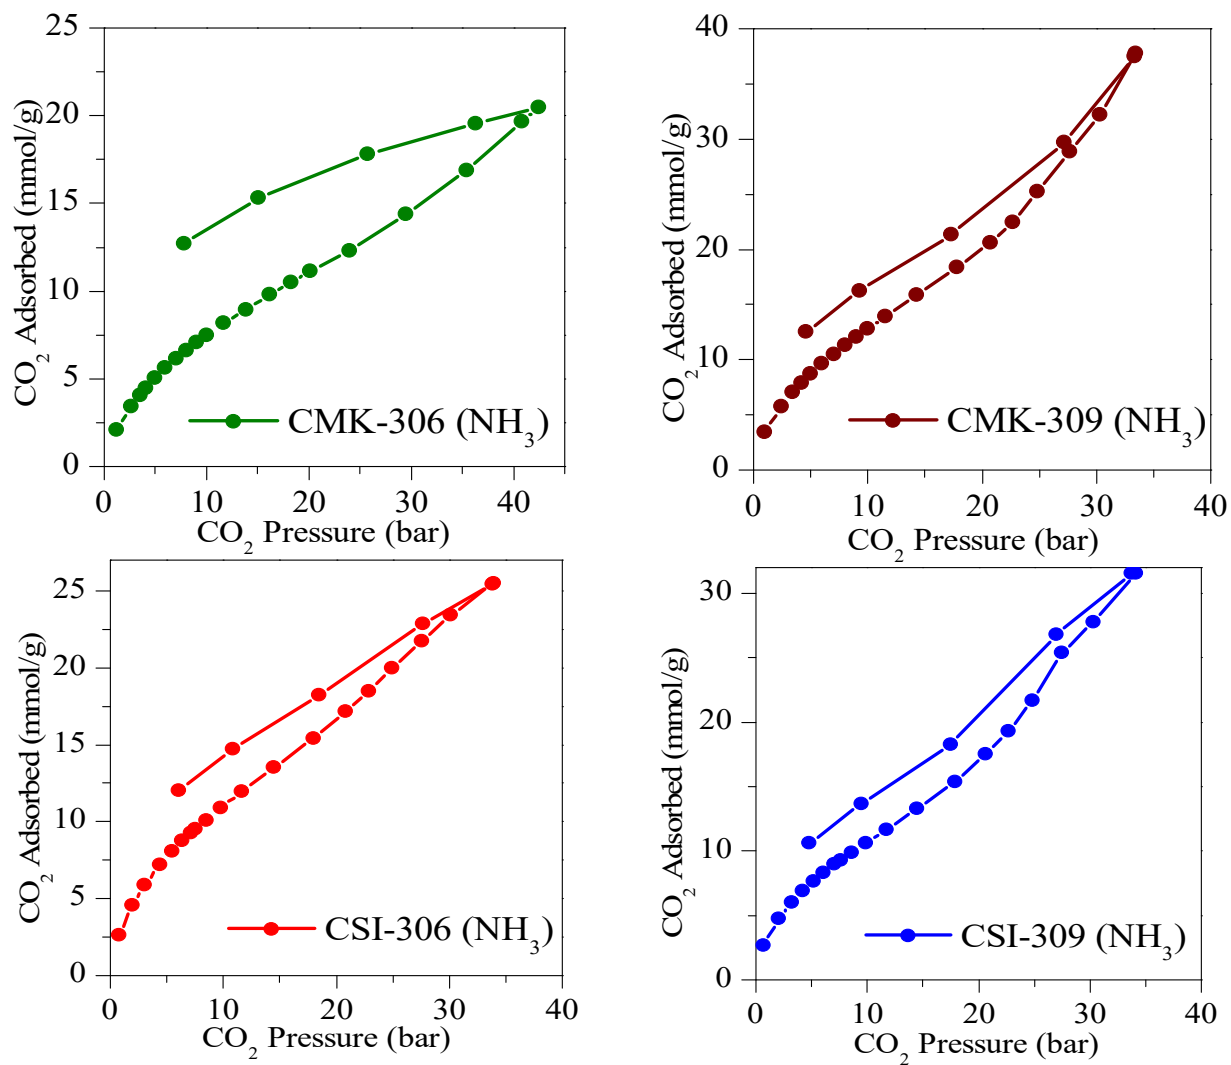 25
20
15
10
5
0
CO₂ Adsorbed (mmol/g)
CMK-306 (NH₃)
0 10 20 30 40
CO₂ Pressure (bar)
40
30
20
10
0
CO₂ Adsorbed (mmol/g)
CMK-309 (NH₃)
0 10 20 30 40
CO₂ Pressure (bar)
25
20
15
10
5
0
CO₂ Adsorbed (mmol/g)
CSI-306 (NH₃)
0 10 20 30 40
CO₂ Pressure (bar)
30
20
10
0
CO₂ Adsorbed (mmol/g)
CSI-309 (NH₃)
0 10 20 30 40
CO₂ Pressure (bar)